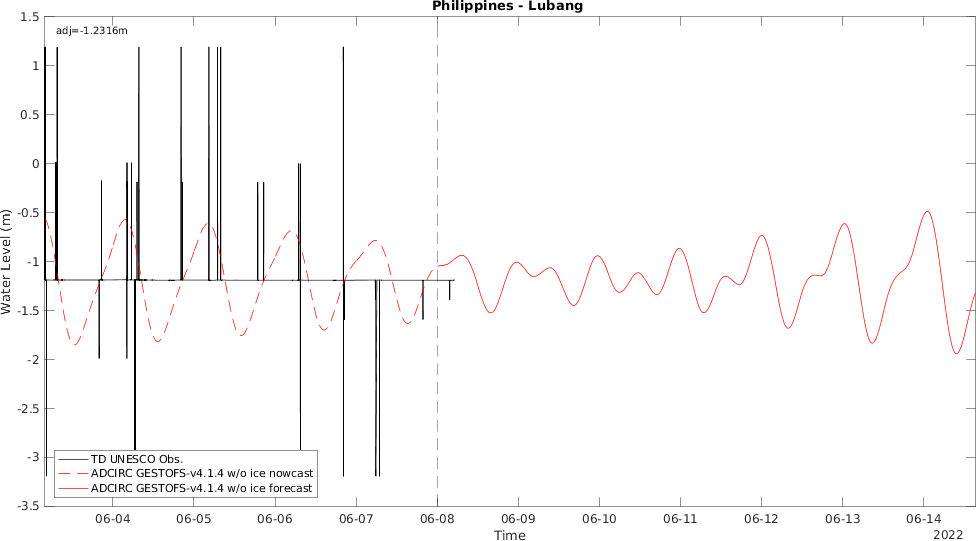 Philippines - Lubang
adj=-1.2316m
1.5
1
0.5
0
-0.5
-1
-1.5
-2
-2.5
-3
-3.5
Water Level (m)
TD UNESCO Obs.
ADCIRC GESTOFS-v4.1.4 w/o ice nowcast
ADCIRC GESTOFS-v4.1.4 w/o ice forecast
06-04 06-05 06-06 06-07 06-08 06-09 06-10 06-11 06-12 06-13 06-14
Time
2022